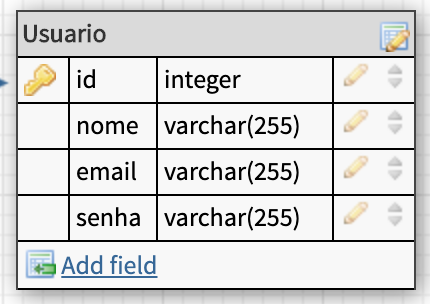 Usuario
id integer
nome varchar(255)
email varchar(255)
senha varchar(255)
Add field